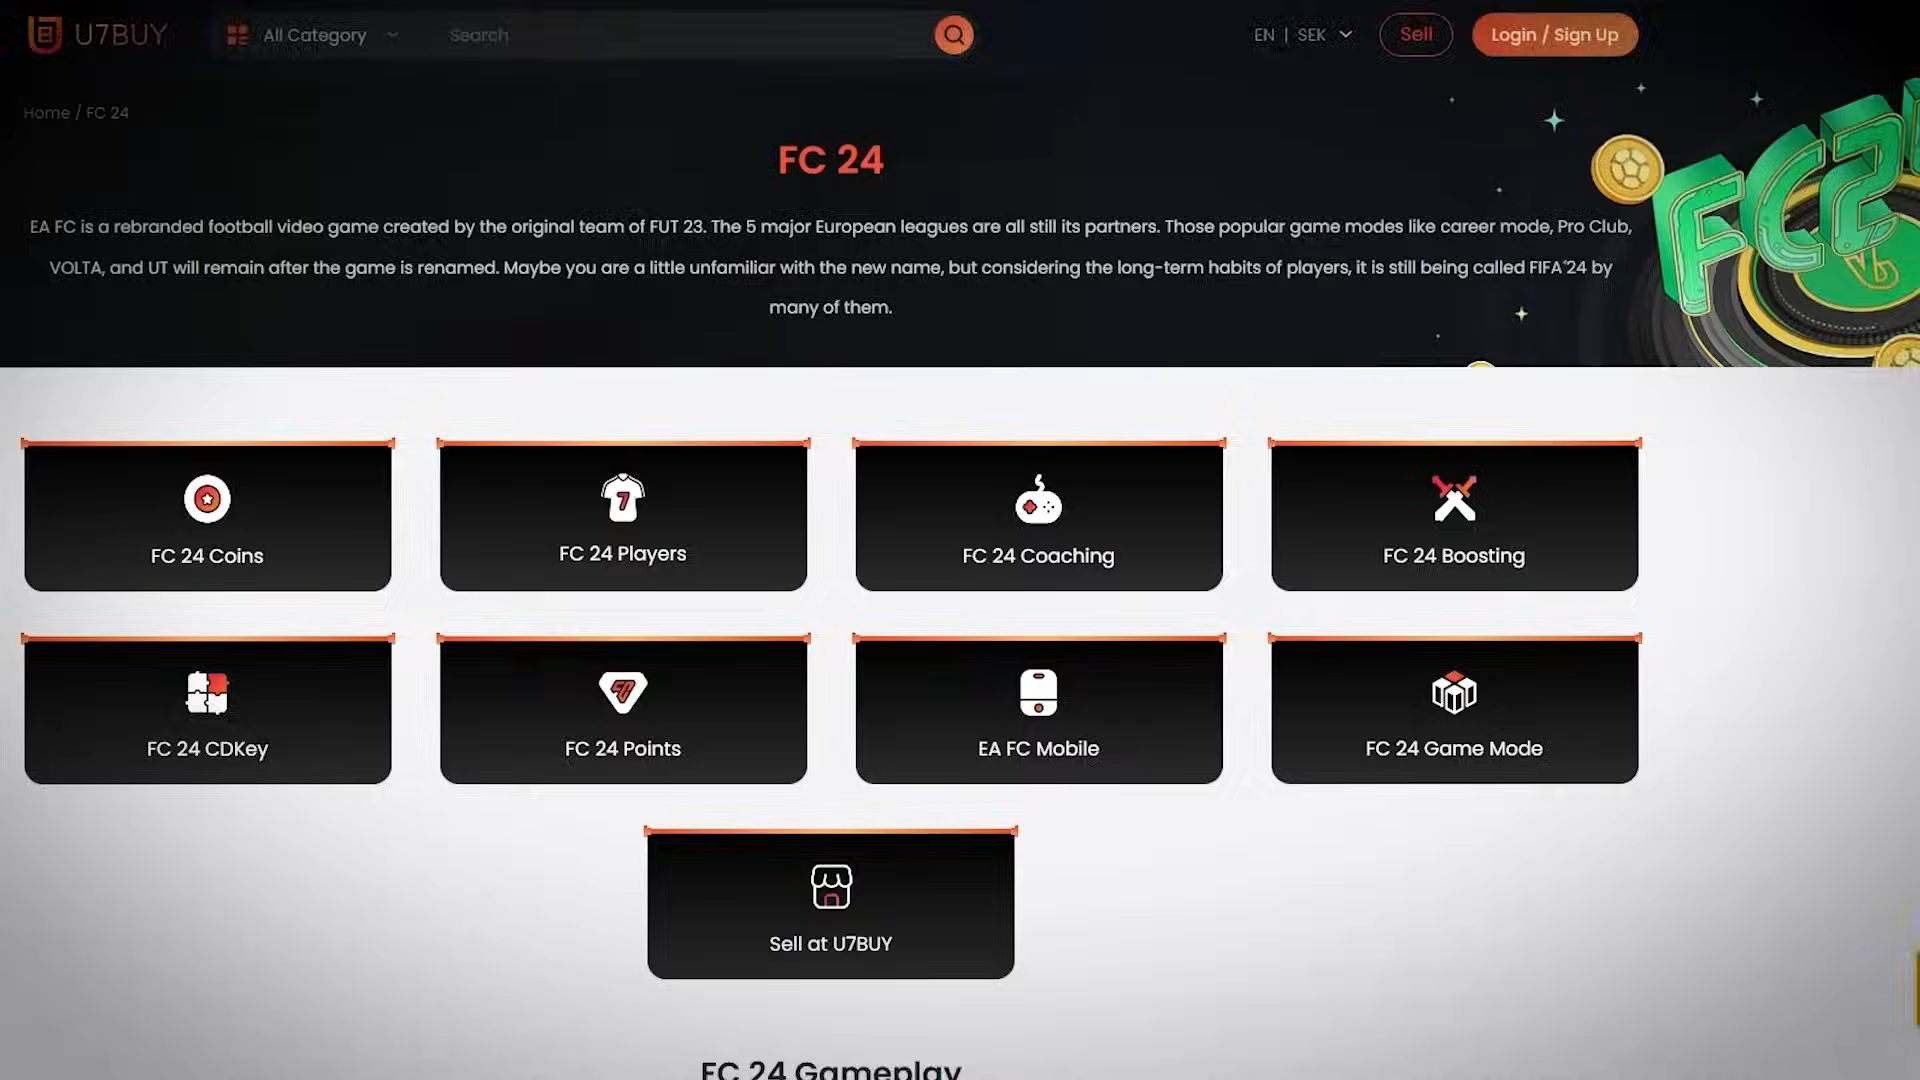 U7BUY
All Category
Search
EN | SEK
Sell
Login / Sign Up
Home / FC 24
FC 24
EA FC is a rebranded football video game created by the original team of FUT 23. The 5 major European leagues are all still its partners. Those popular game modes like career mode, Pro Club,
VOLTA, and UT will remain after the game is renamed. Maybe you are a little unfamiliar with the new name, but considering the long-term habits of players, it is still being called FIFA 24 by
many of them.
FC2
FC 24 Coins
7
FC 24 Players
FC 24 Coaching
FC 24 Boosting
FC 24 CDKey
FC 24 Points
EA FC Mobile
FC 24 Game Mode
Sell at U7BUY
FC 24 Gameplay